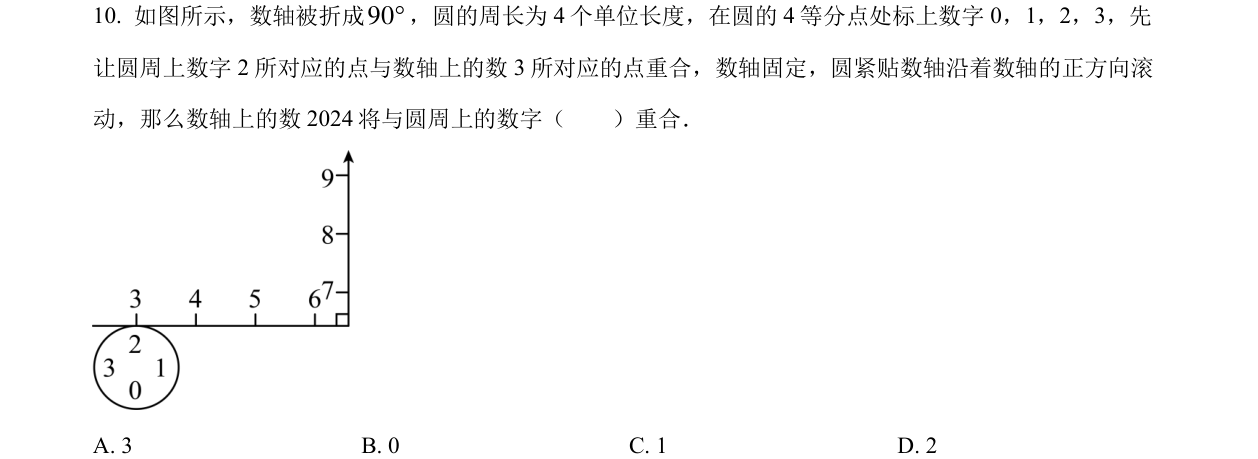 10. 如图所示，数轴被折成90°，圆的周长为 4 个单位长度，在圆的 4 等分点处标上数字 0，1，2，3，先
让圆周上数字 2 所对应的点与数轴上的数 3 所对应的点重合，数轴固定，圆紧贴数轴沿着数轴的正方向滚
动，那么数轴上的数 2024 将与圆周上的数字（　　）重合．
9
8
7
3 4 5 6
2
3 1
0
A. 3 B. 0 C. 1 D. 2